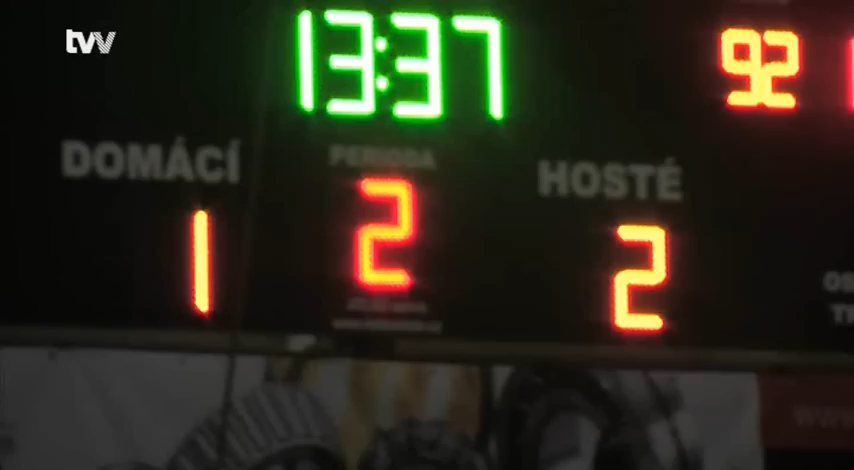 tvv
13:37
92
DOMÁCÍ
PERIODA
HOSTÉ
1
2
2